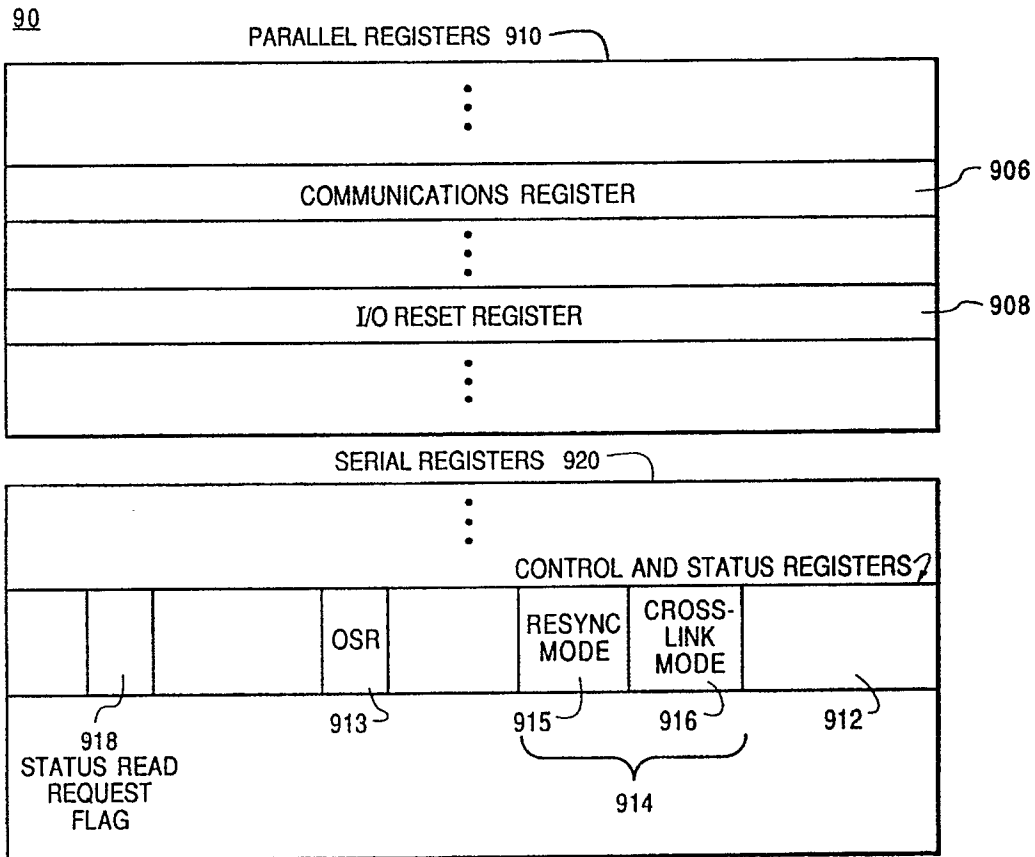 90
PARALLEL REGISTERS 910
COMMUNICATIONS REGISTER
906
I/O RESET REGISTER
908
SERIAL REGISTERS 920
CONTROL AND STATUS REGISTERS
OSR
RESYNC
MODE
CROSS-
LINK
MODE
918
STATUS READ
REQUEST
FLAG
913
915
916
912
914